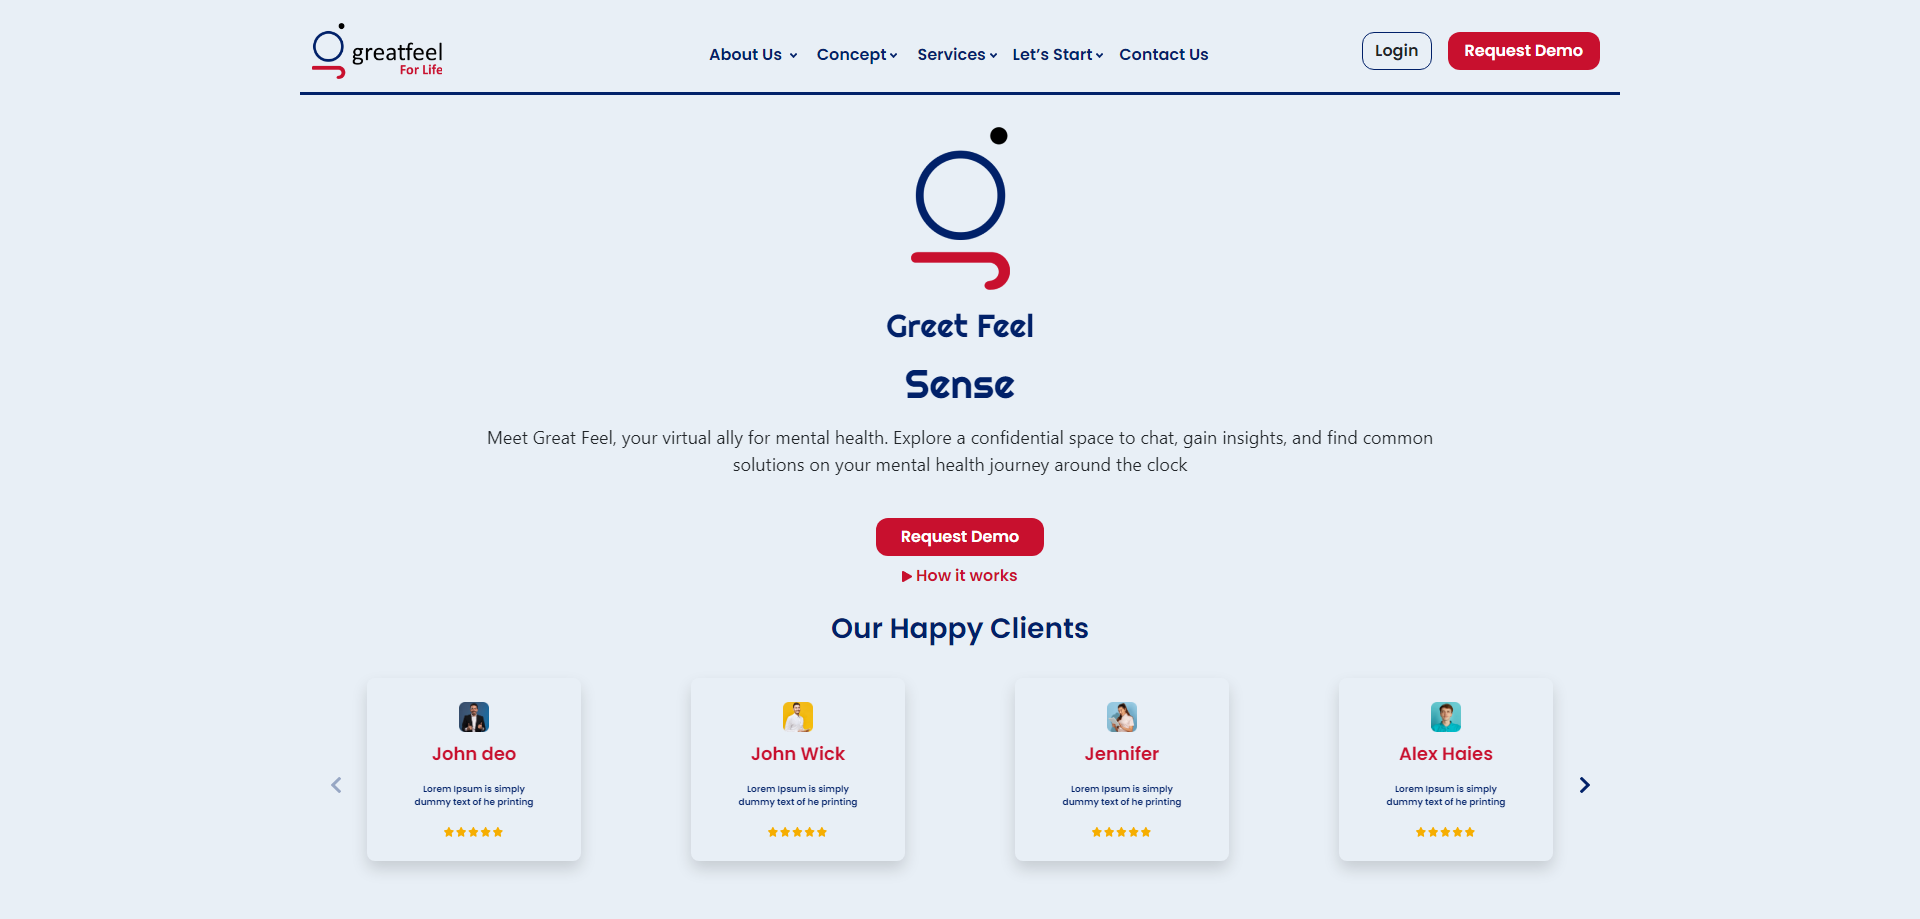 greatfeel
For Life
About Us
Concept
Services
Let’s Start
Contact Us
Login
Request Demo
Greet Feel
Sense
Meet Great Feel, your virtual ally for mental health. Explore a confidential space to chat, gain insights, and find common
solutions on your mental health journey around the clock
Request Demo
How it works
Our Happy Clients
John deo
Lorem Ipsum is simply
dummy text of he printing
John Wick
Lorem Ipsum is simply
dummy text of he printing
Jennifer
Lorem Ipsum is simply
dummy text of he printing
Alex Haies
Lorem Ipsum is simply
dummy text of he printing